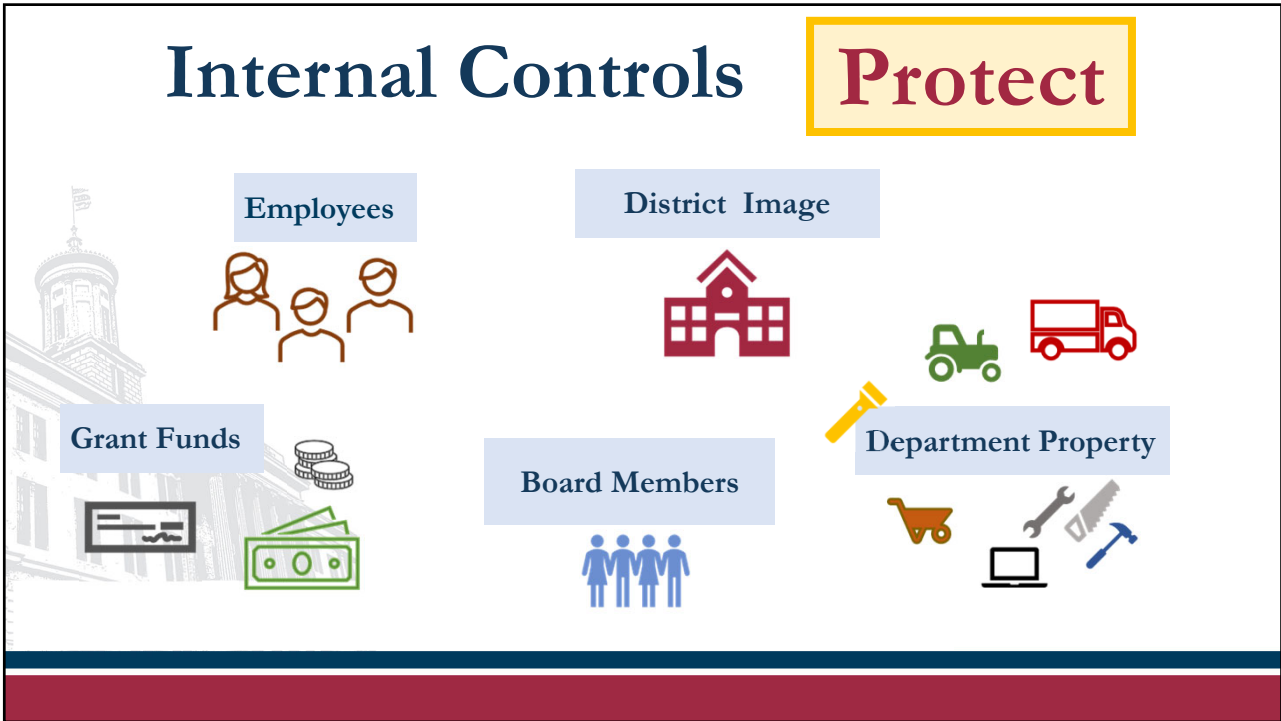 Internal Controls Protect
Employees
District Image
Grant Funds
Board Members
Department Property